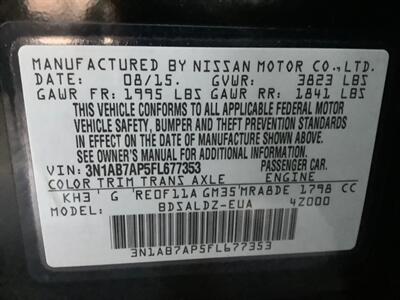 MANUFACTURED BY NISSAN MOTOR CO.,LTD.
DATE: 08/15. GVWR: 3823 LBS
GAWR FR: 1995 LBS GAWR RR: 1841 LBS
THIS VEHICLE CONFORMS TO ALL APPLICABLE FEDERAL MOTOR
VEHICLE SAFETY, BUMPER AND THEFT PREVENTION STANDARDS
IN EFFECT ON THE DATE OF MANUFACTURE SHOWN ABOVE.
SEE OWNER'S MANUAL FOR ADDITIONAL INFORMATION.
VIN: 3N1AB7AP5FL677353 PASSENGER CAR.
COLOR TRIM TRANS AXLE ENGINE
KH3 G RE0F11A GM35 MRA8DE 1798 CC
BDSALDZ-EUA 4Z000
3N1AB7AP5FL677353